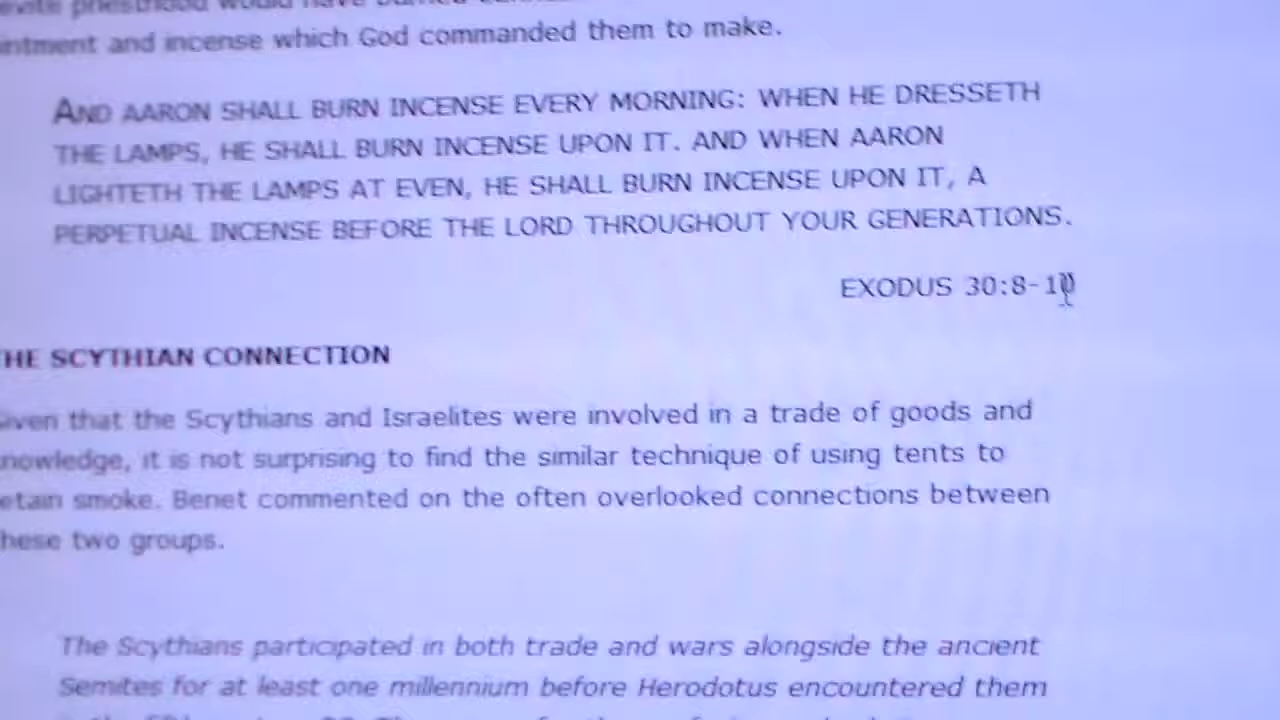 priesthood would have burned
intment and incense which God commanded them to make.
AND AARON SHALL BURN INCENSE EVERY MORNING: WHEN HE DRESSETH
THE LAMPS, HE SHALL BURN INCENSE UPON IT. AND WHEN AARON
LIGHTETH THE LAMPS AT EVEN, HE SHALL BURN INCENSE UPON IT, A
PERPETUAL INCENSE BEFORE THE LORD THROUGHOUT YOUR GENERATIONS.
EXODUS 30:8-10
HE SCYTHIAN CONNECTION
iven that the Scythians and Israelites were involved in a trade of goods and
nowledge, it is not surprising to find the similar technique of using tents to
etain smoke. Benet commented on the often overlooked connections between
hese two groups.
The Scythians participated in both trade and wars alongside the ancient
Semites for at least one millennium before Herodotus encountered them